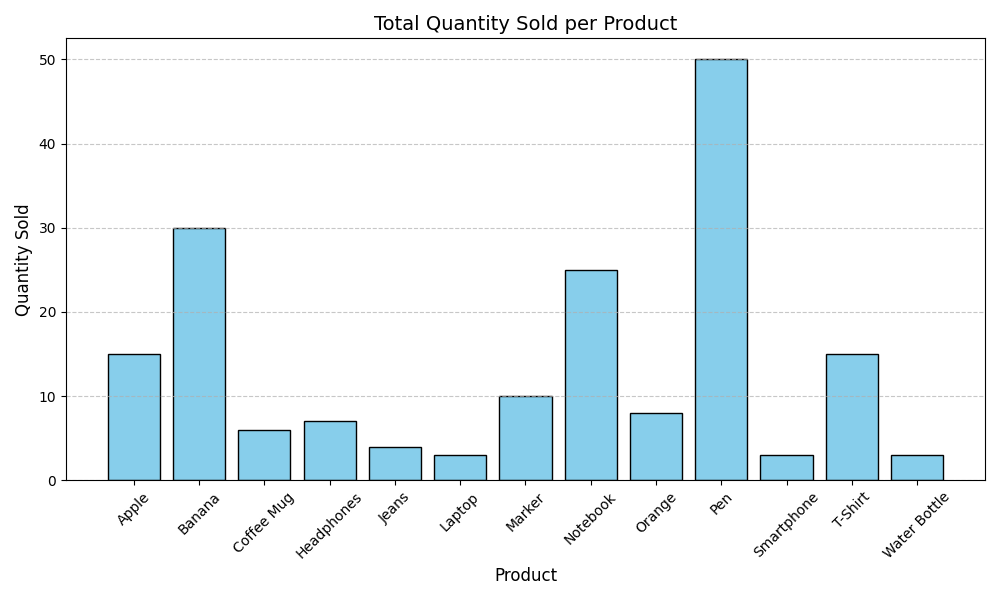 Total Quantity Sold per Product
Quantity Sold
50
40
30
20
10
0
Apple
Banana
Coffee Mug
Headphones
Jeans
Laptop
Marker
Notebook
Orange
Pen
Smartphone
T-Shirt
Water Bottle
Product